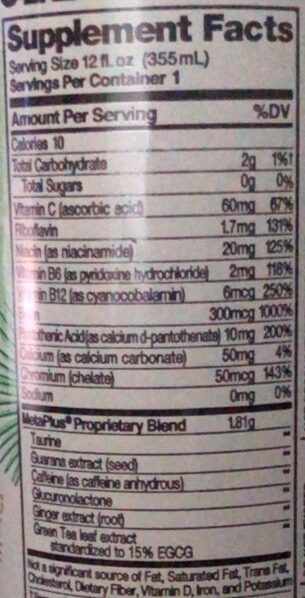 Supplement Facts
Serving Size 12 fl. oz (355mL)
Servings Per Container 1
Amount Per Serving %DV
Calories 10
Total Carbohydrate 2g 1%†
Total Sugars 0g 0%
Vitamin C (ascorbic acid) 60mg 67%
Riboflavin 1.7mg 131%
Niacin (as niacinamide) 20mg 125%
Vitamin B6 (as pyridoxine hydrochloride) 2mg 118%
B12 (as cyanocobalamin) 6mcg 250%
300mcg 1000%
Acid (as calcium d-pantothenate) 10mg 200%
Calcium (as calcium carbonate) 50mg 4%
Chromium (chelate) 50mcg 143%
Sodium 0mg 0%
MetaPlus® Proprietary Blend 1.81g
Taurine
Guarana extract (seed)
Caffeine (as caffeine anhydrous)
Glucuronolactone
Ginger extract (root)
Green Tea leaf extract
standardized to 15% EGCG
Not a significant source of Fat, Saturated Fat, Trans Fat,
Cholesterol, Dietary Fiber, Vitamin D, Iron, and Potassium